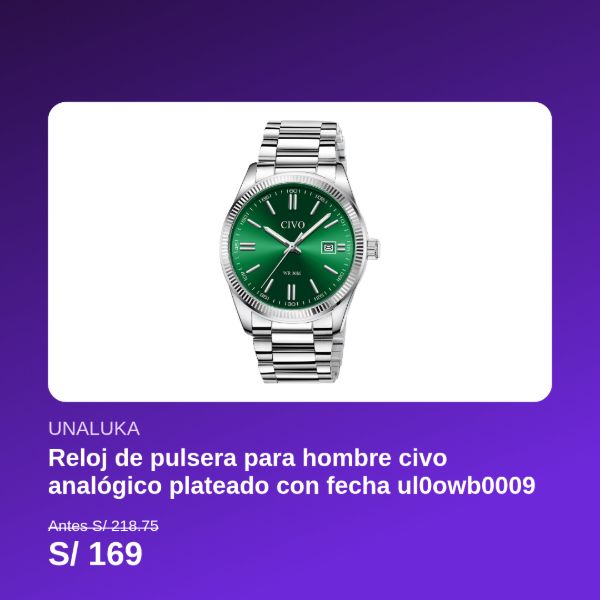 CIVO
WR 30M
UNALUKA
Reloj de pulsera para hombre civo
analógico plateado con fecha ul0owb0009
Antes S/ 218.75
S/ 169